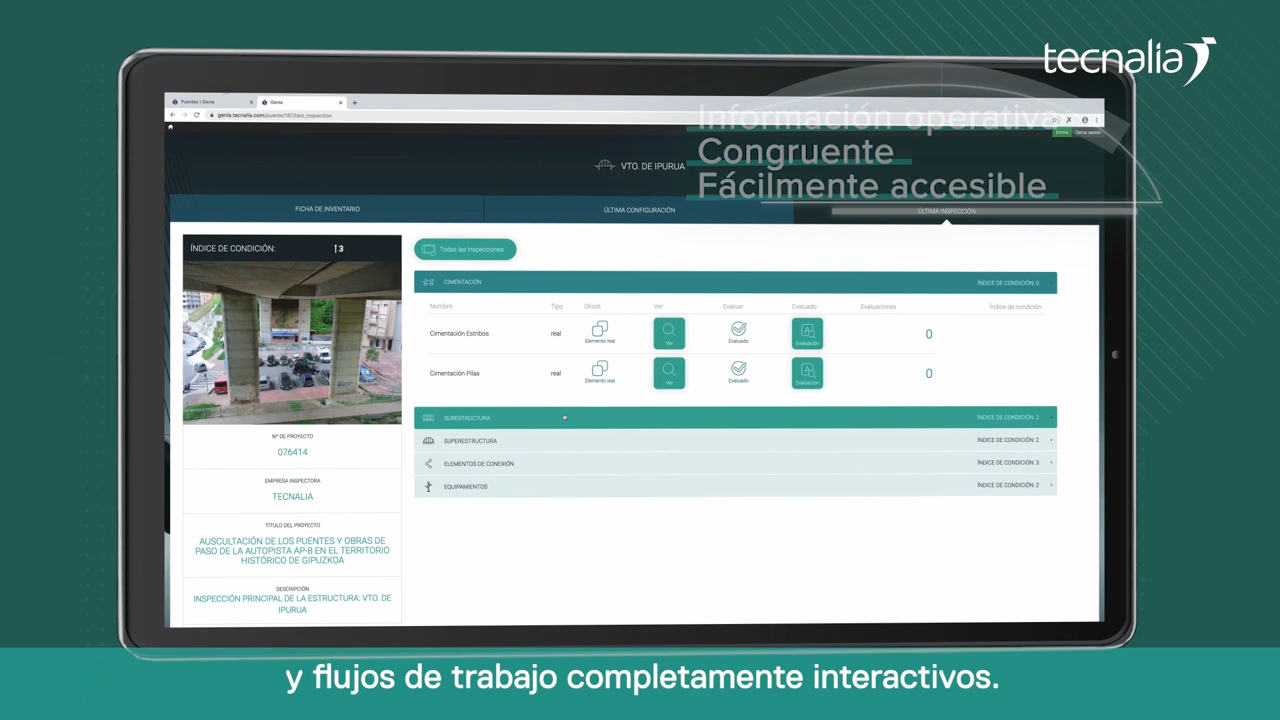 tecnalia
Información operativa
Congruente
Fácilmente accesible
Puentes | Genia
Genia
genia.tecnalia.com/puente/187/last_inspection
Cerrar sesión
VTO. DE IPURUA
FICHA DE INVENTARIO
ÚLTIMA CONFIGURACIÓN
ÚLTIMA INSPECCIÓN
ÍNDICE DE CONDICIÓN: 3
Todas las inspecciones
CIMENTACIÓN ÍNDICE DE CONDICIÓN: 0
Nombre Tipo Ghost Ver Evaluar Evaluado Evaluaciones Índice de condición
Cimentación Estribos real Elemento real Ver Evaluado Evaluación 0
Cimentación Pilas real Elemento real Ver Evaluado Evaluación 0
SUBESTRUCTURA ÍNDICE DE CONDICIÓN: 2
SUPERESTRUCTURA ÍNDICE DE CONDICIÓN: 2
ELEMENTOS DE CONEXIÓN ÍNDICE DE CONDICIÓN: 3
EQUIPAMIENTOS ÍNDICE DE CONDICIÓN: 2
Nº DE PROYECTO
076414
EMPRESA INSPECTORA
TECNALIA
TÍTULO DEL PROYECTO
AUSCULTACIÓN DE LOS PUENTES Y OBRAS DE
PASO DE LA AUTOPISTA AP-8 EN EL TERRITORIO
HISTÓRICO DE GIPUZKOA
DESCRIPCIÓN
INSPECCIÓN PRINCIPAL DE LA ESTRUCTURA: VTO. DE
IPURUA
y flujos de trabajo completamente interactivos.